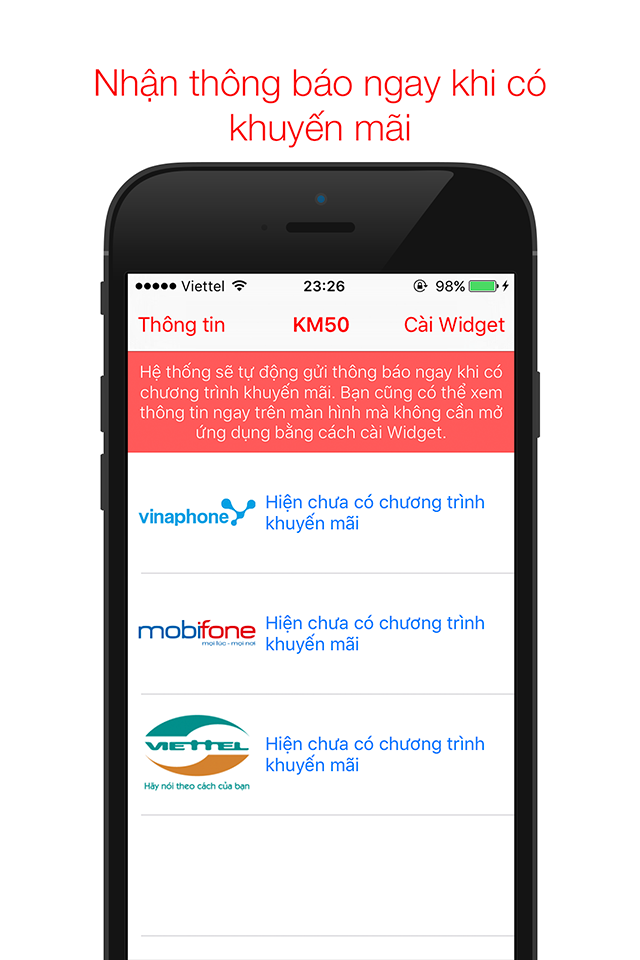 Nhận thông báo ngay khi có
khuyến mãi
Viettel 23:26 98%
Thông tin KM50 Cài Widget
Hệ thống sẽ tự động gửi thông báo ngay khi có
chương trình khuyến mãi. Bạn cũng có thể xem
thông tin ngay trên màn hình mà không cần mở
ứng dụng bằng cách cài Widget.
vinaphone
Hiện chưa có chương trình
khuyến mãi
mobifone
mọi lúc - mọi nơi
Hiện chưa có chương trình
khuyến mãi
VIETTEL
Hãy nói theo cách của bạn
Hiện chưa có chương trình
khuyến mãi